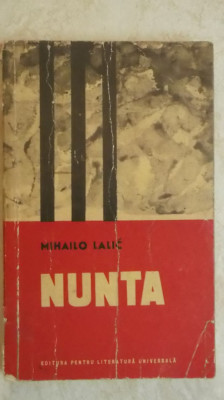 MIHAILO LALIĆ
NUNTA
EDITURA PENTRU LITERATURĂ UNIVERSALĂ